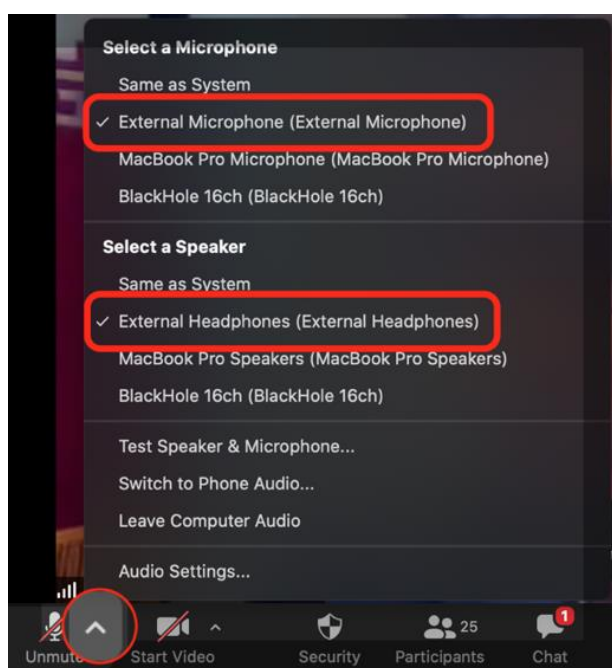 Select a Microphone
Same as System
✓ External Microphone (External Microphone)
MacBook Pro Microphone (MacBook Pro Microphone)
BlackHole 16ch (BlackHole 16ch)
Select a Speaker
Same as System
✓ External Headphones (External Headphones)
MacBook Pro Speakers (MacBook Pro Speakers)
BlackHole 16ch (BlackHole 16ch)
Test Speaker & Microphone...
Switch to Phone Audio...
Leave Computer Audio
Audio Settings...
25 1
Unmute Start Video Security Participants Chat